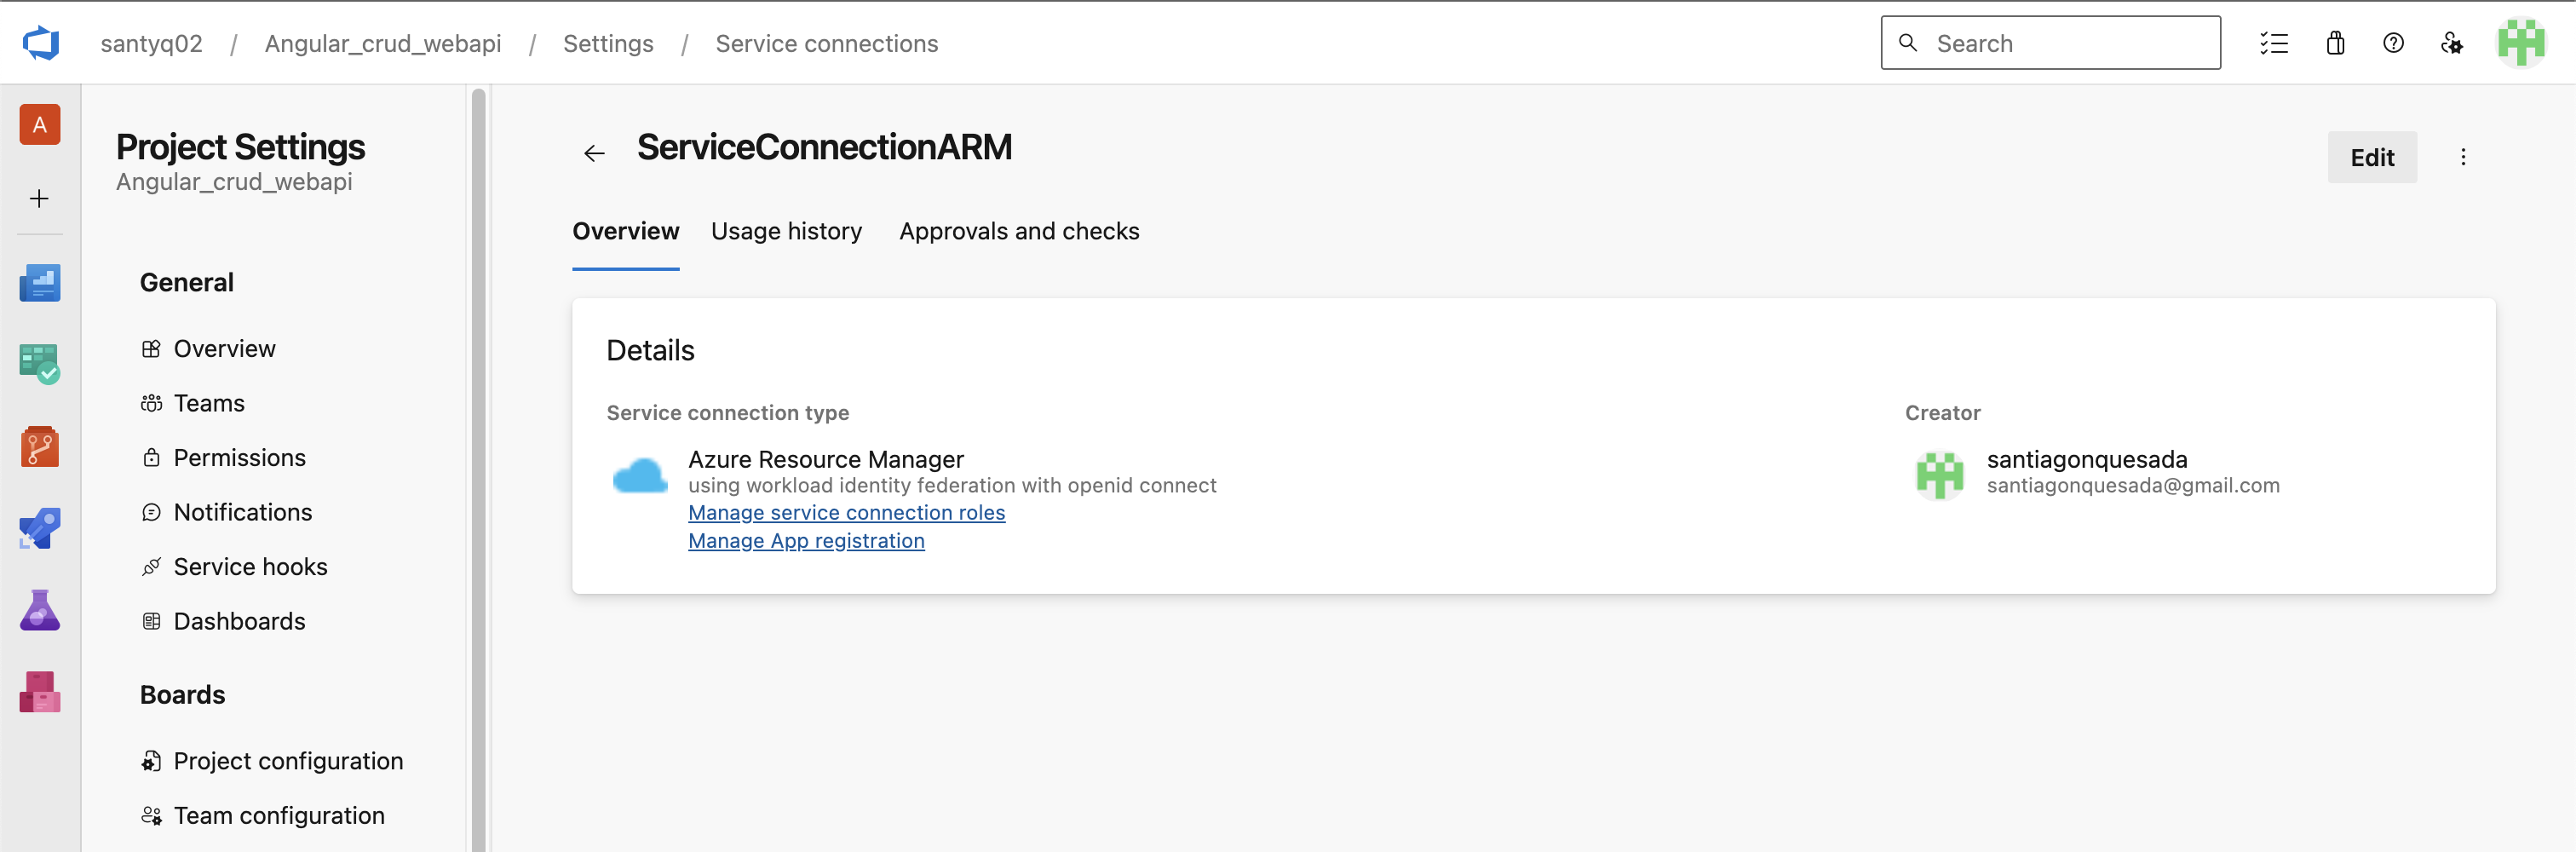 santyq02 / Angular_crud_webapi / Settings / Service connections
Search
A
Project Settings
Angular_crud_webapi
General
Overview
Teams
Permissions
Notifications
Service hooks
Dashboards
Boards
Project configuration
Team configuration
ServiceConnectionARM
Edit
Overview Usage history Approvals and checks
Details
Service connection type
Azure Resource Manager
using workload identity federation with openid connect
Manage service connection roles
Manage App registration
Creator
santiagonquesada
santiagonquesada@gmail.com